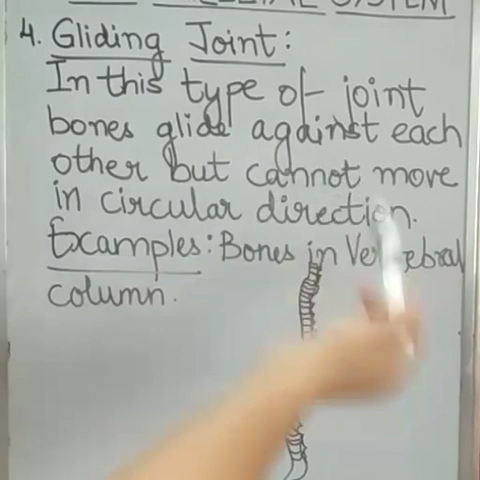 SYSTEM
4. Gliding Joint:
In this type of joint
bones glide against each
other but cannot move
in circular direction.
Examples: Bones in Vertebral
column.